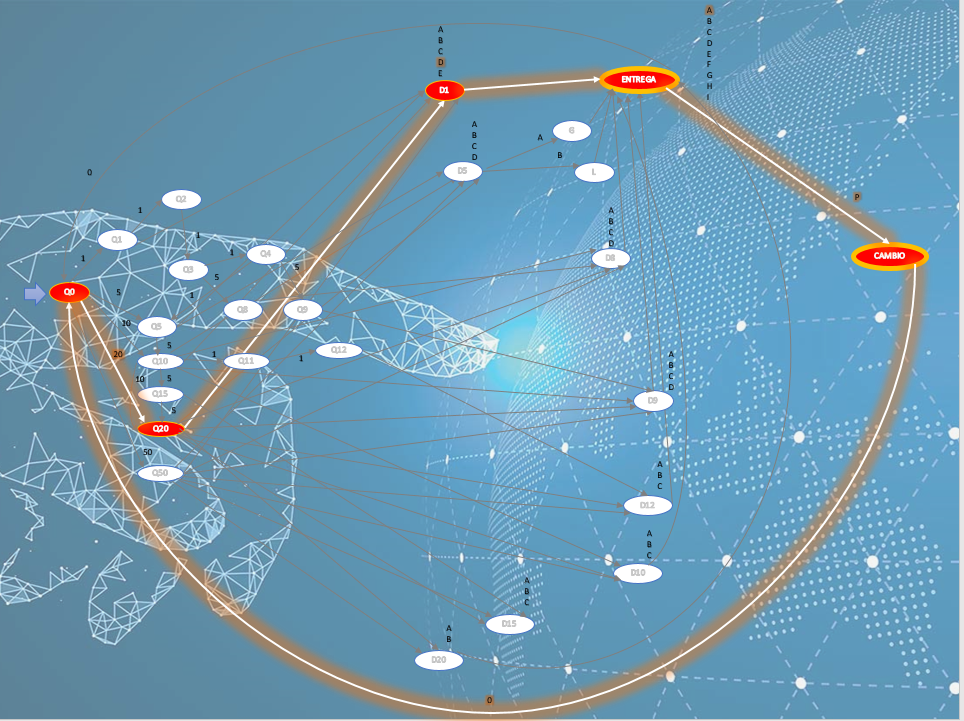 A
B
C
D
E
F
G
H
I
A
B
C
D
E
D1
ENTREGA
A
B
C
D
G
A
B
D5
L
0
Q2
1
P
A
B
C
D
Q1
1
1
Q4
D8
CAMBIO
1
Q3
5
5
Q0
5
1
Q8
Q9
10
Q5
5
Q12
20
Q10
1
Q11
1
A
B
C
D
10
5
Q15
D9
5
Q20
50
Q50
A
B
C
D12
A
B
C
D10
A
B
C
D15
A
B
D20
0